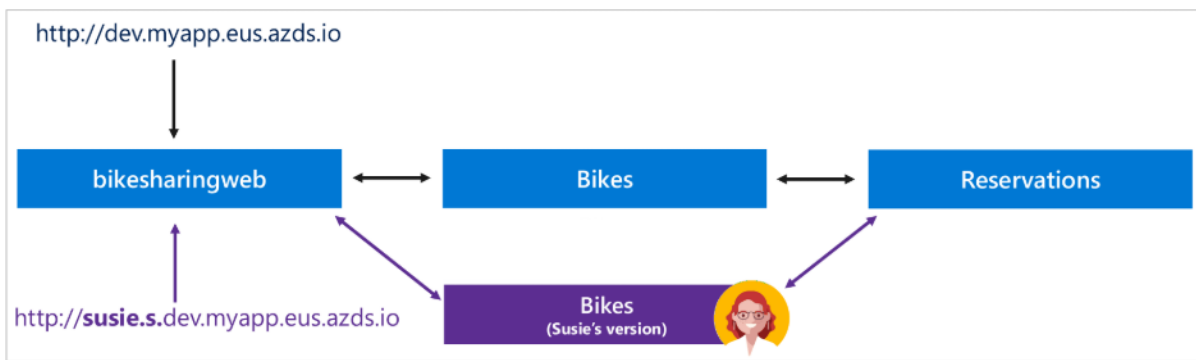 http://dev.myapp.eus.azds.io
bikesharingweb
Bikes
Reservations
Bikes
(Susie's version)
http://susie.s.dev.myapp.eus.azds.io